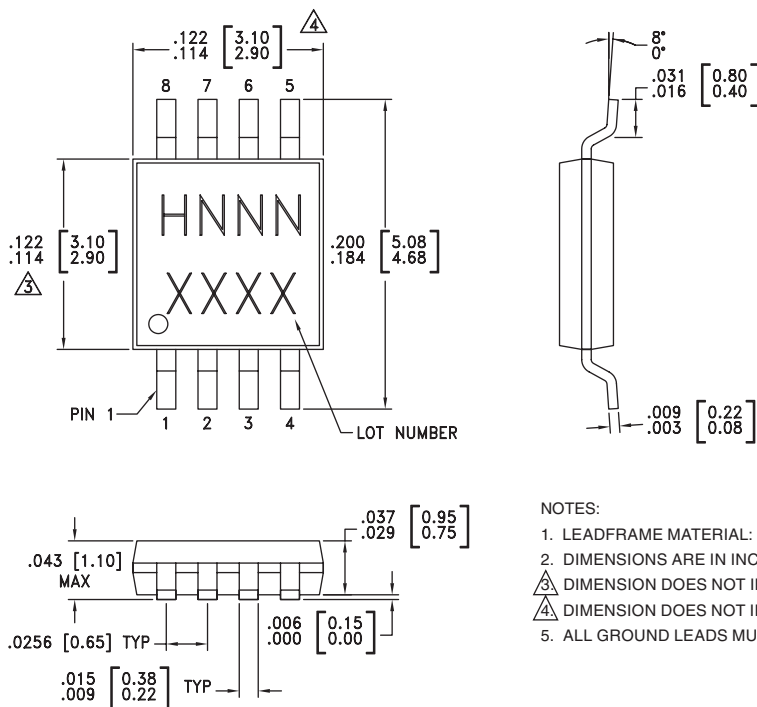 .122 [3.10]
.114 [2.90]
4
8 7 6 5
HNNN
XXXX
.122 [3.10]
.114 [2.90]
3
.200 [5.08]
.184 [4.68]
PIN 1
1 2 3 4
LOT NUMBER
8°
0°
.031 [0.80]
.016 [0.40]
.009 [0.22]
.003 [0.08]
.043 [1.10]
MAX
.037 [0.95]
.029 [0.75]
.006 [0.15]
.000 [0.00]
.0256 [0.65] TYP
.015 [0.38]
.009 [0.22] TYP
NOTES:
1. LEADFRAME MATERIAL:
2. DIMENSIONS ARE IN INC
3. DIMENSION DOES NOT I
4. DIMENSION DOES NOT I
5. ALL GROUND LEADS MU